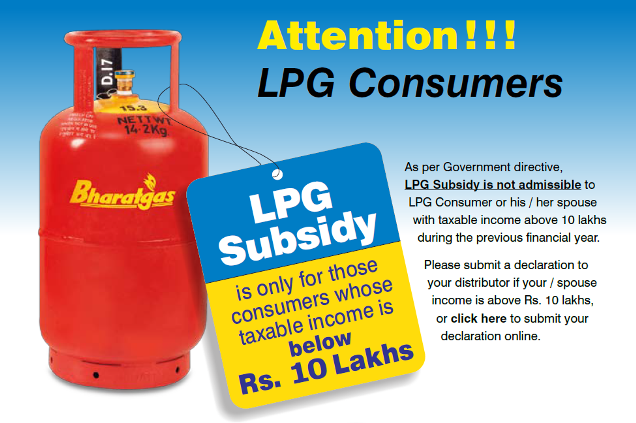 Attention!!!
LPG Consumers
D.17
15.3
NETT WT
14·2Kg
Bharatgas
LPG
Subsidy
is only for those
consumers whose
taxable income is
below
Rs. 10 Lakhs
As per Government directive,
LPG Subsidy is not admissible to
LPG Consumer or his / her spouse
with taxable income above 10 lakhs
during the previous financial year.
Please submit a declaration to
your distributor if your / spouse
income is above Rs. 10 lakhs,
or click here to submit your
declaration online.